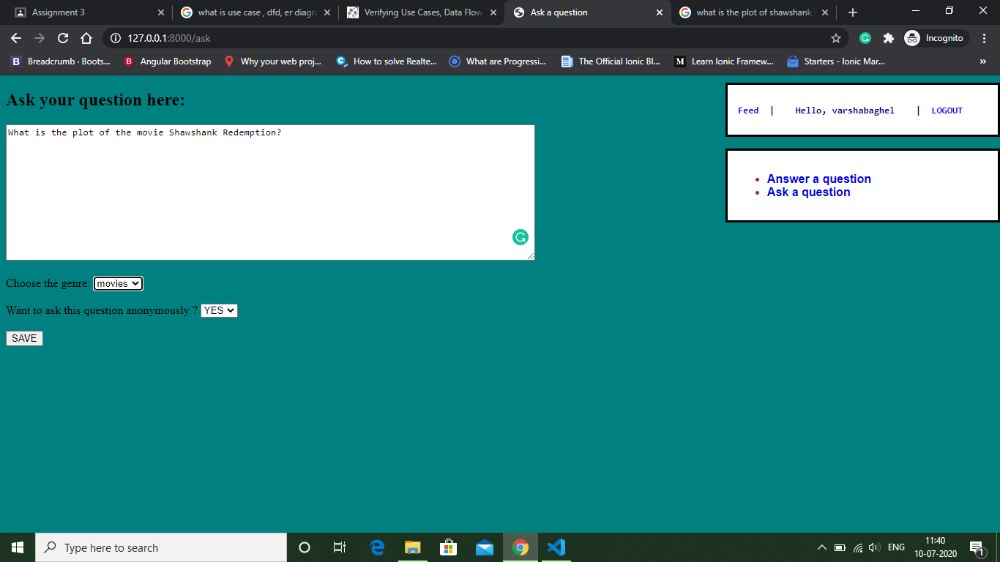 Assignment 3
what is use case , dfd, er diagra
Verifying Use Cases, Data Flow
Ask a question
what is the plot of shawshank
127.0.0.1:8000/ask
Incognito
Breadcrumb · Boots...
Angular Bootstrap
Why your web proj...
How to solve Realte...
What are Progressi...
The Official Ionic Bl...
Learn Ionic Framew...
Starters - Ionic Mar...
»
Ask your question here:
Feed | Hello, varshabaghel | LOGOUT
What is the plot of the movie Shawshank Redemption?
Answer a question
Ask a question
Choose the genre: movies
Want to ask this question anonymously ? YES
SAVE
Type here to search
ENG
11:40
10-07-2020
1